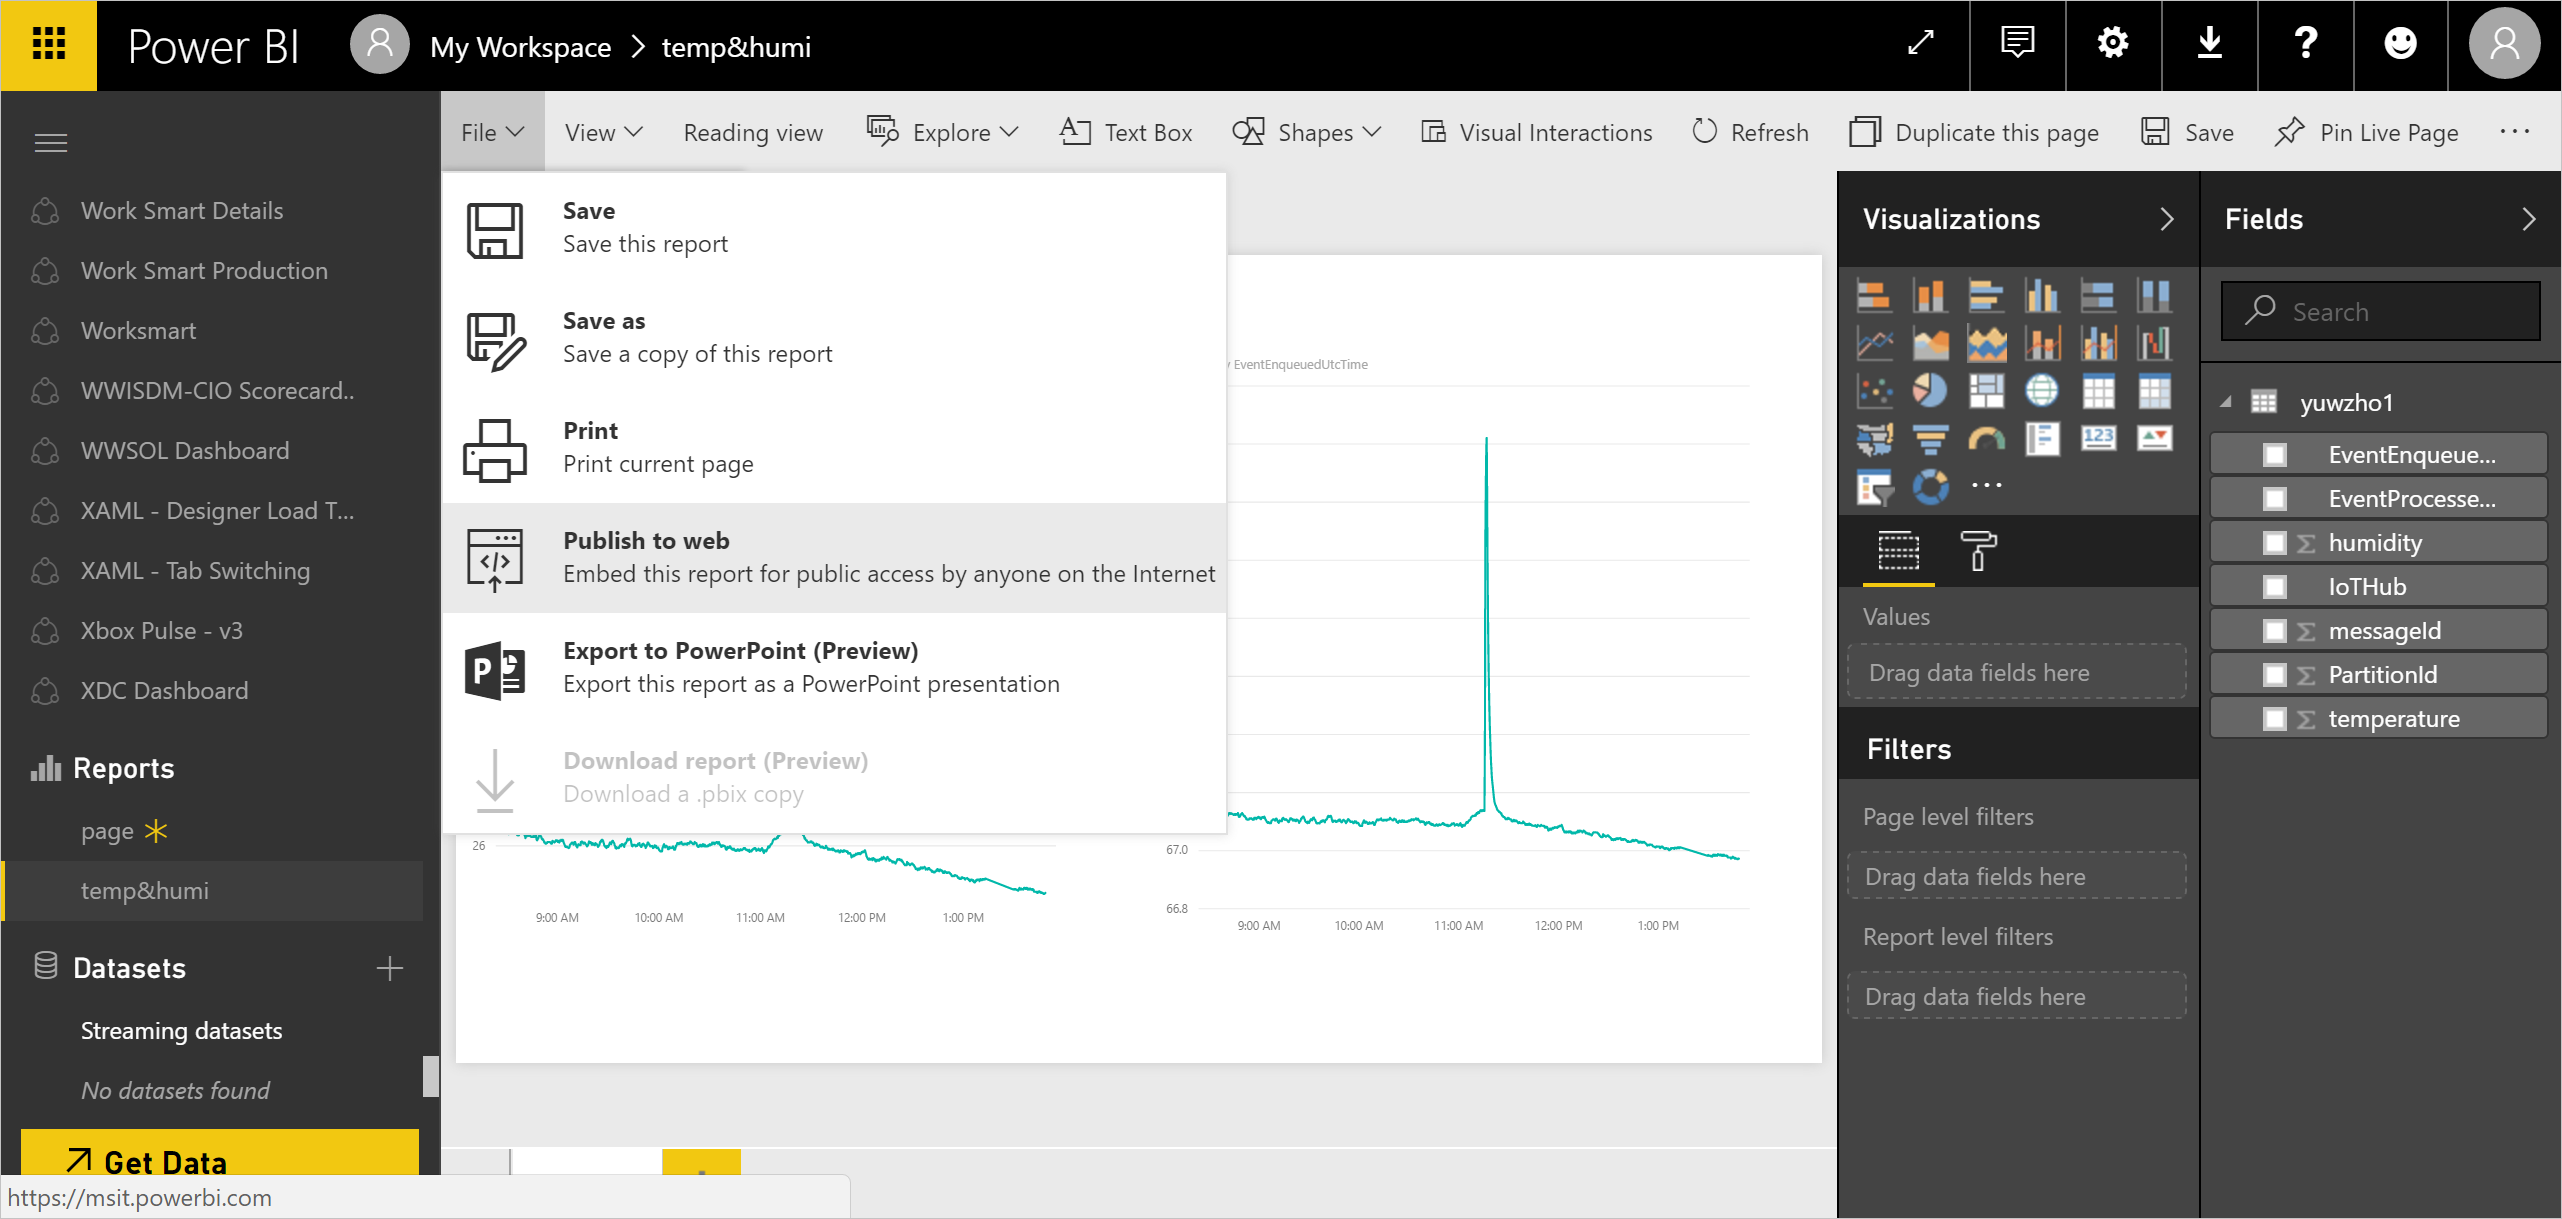 Power BI
My Workspace > temp&humi
File
View
Reading view
Explore
Text Box
Shapes
Visual Interactions
Refresh
Duplicate this page
Save
Pin Live Page
Work Smart Details
Work Smart Production
Worksmart
WWISDM-CIO Scorecard..
WWSOL Dashboard
XAML - Designer Load T...
XAML - Tab Switching
Xbox Pulse - v3
XDC Dashboard
Reports
page
temp&humi
Datasets
Streaming datasets
No datasets found
Get Data
https://msit.powerbi.com
Save
Save this report
Save as
Save a copy of this report
Print
Print current page
Publish to web
Embed this report for public access by anyone on the Internet
P
Export to PowerPoint (Preview)
Export this report as a PowerPoint presentation
Download report (Preview)
Download a .pbix copy
26
9:00 AM
10:00 AM
11:00 AM
12:00 PM
1:00 PM
EventEnqueuedUtcTime
67.0
66.8
9:00 AM
10:00 AM
11:00 AM
12:00 PM
1:00 PM
Visualizations
123
Values
Drag data fields here
Filters
Page level filters
Drag data fields here
Report level filters
Drag data fields here
Fields
Search
yuwzho1
EventEnqueue...
EventProcesse...
Σ humidity
IoTHub
Σ messageId
Σ PartitionId
Σ temperature